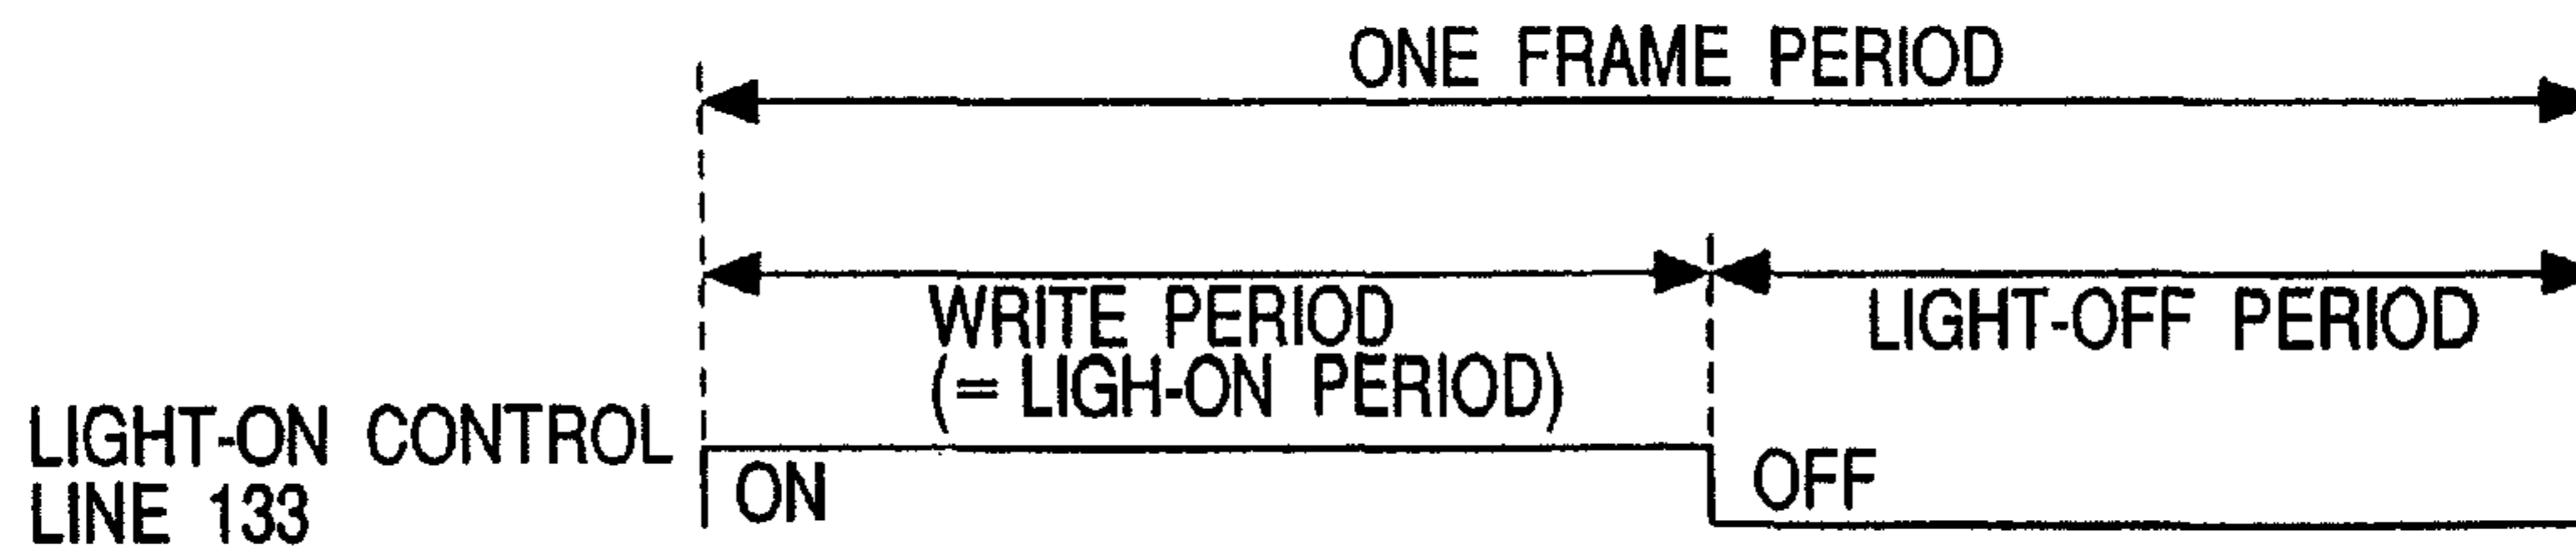 ONE FRAME PERIOD
WRITE PERIOD
(= LIGH-ON PERIOD)
LIGHT-OFF PERIOD
LIGHT-ON CONTROL
LINE 133
ON
OFF